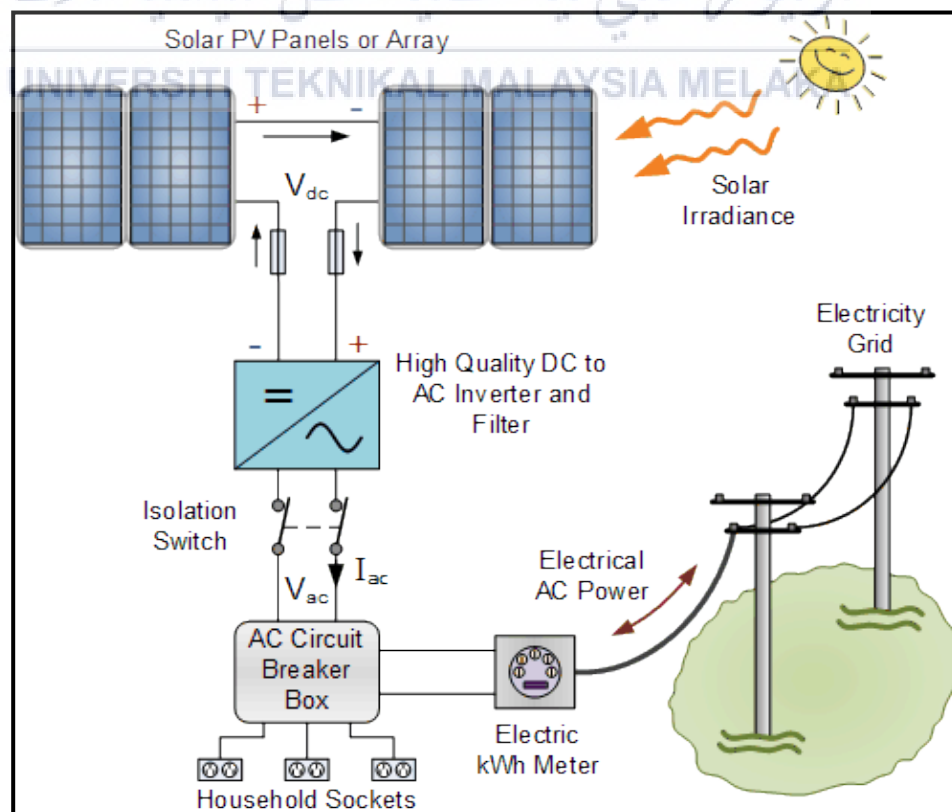 Solar PV Panels or Array
UNIVERSITI TEKNIKAL MALAYSIA MELAKA
+
-
Vdc
Solar
Irradiance
-
+
High Quality DC to
AC Inverter and
Filter
Electricity
Grid
Isolation
Switch
Vac
Iac
Electrical
AC Power
AC Circuit
Breaker
Box
Electric
kWh Meter
Household Sockets